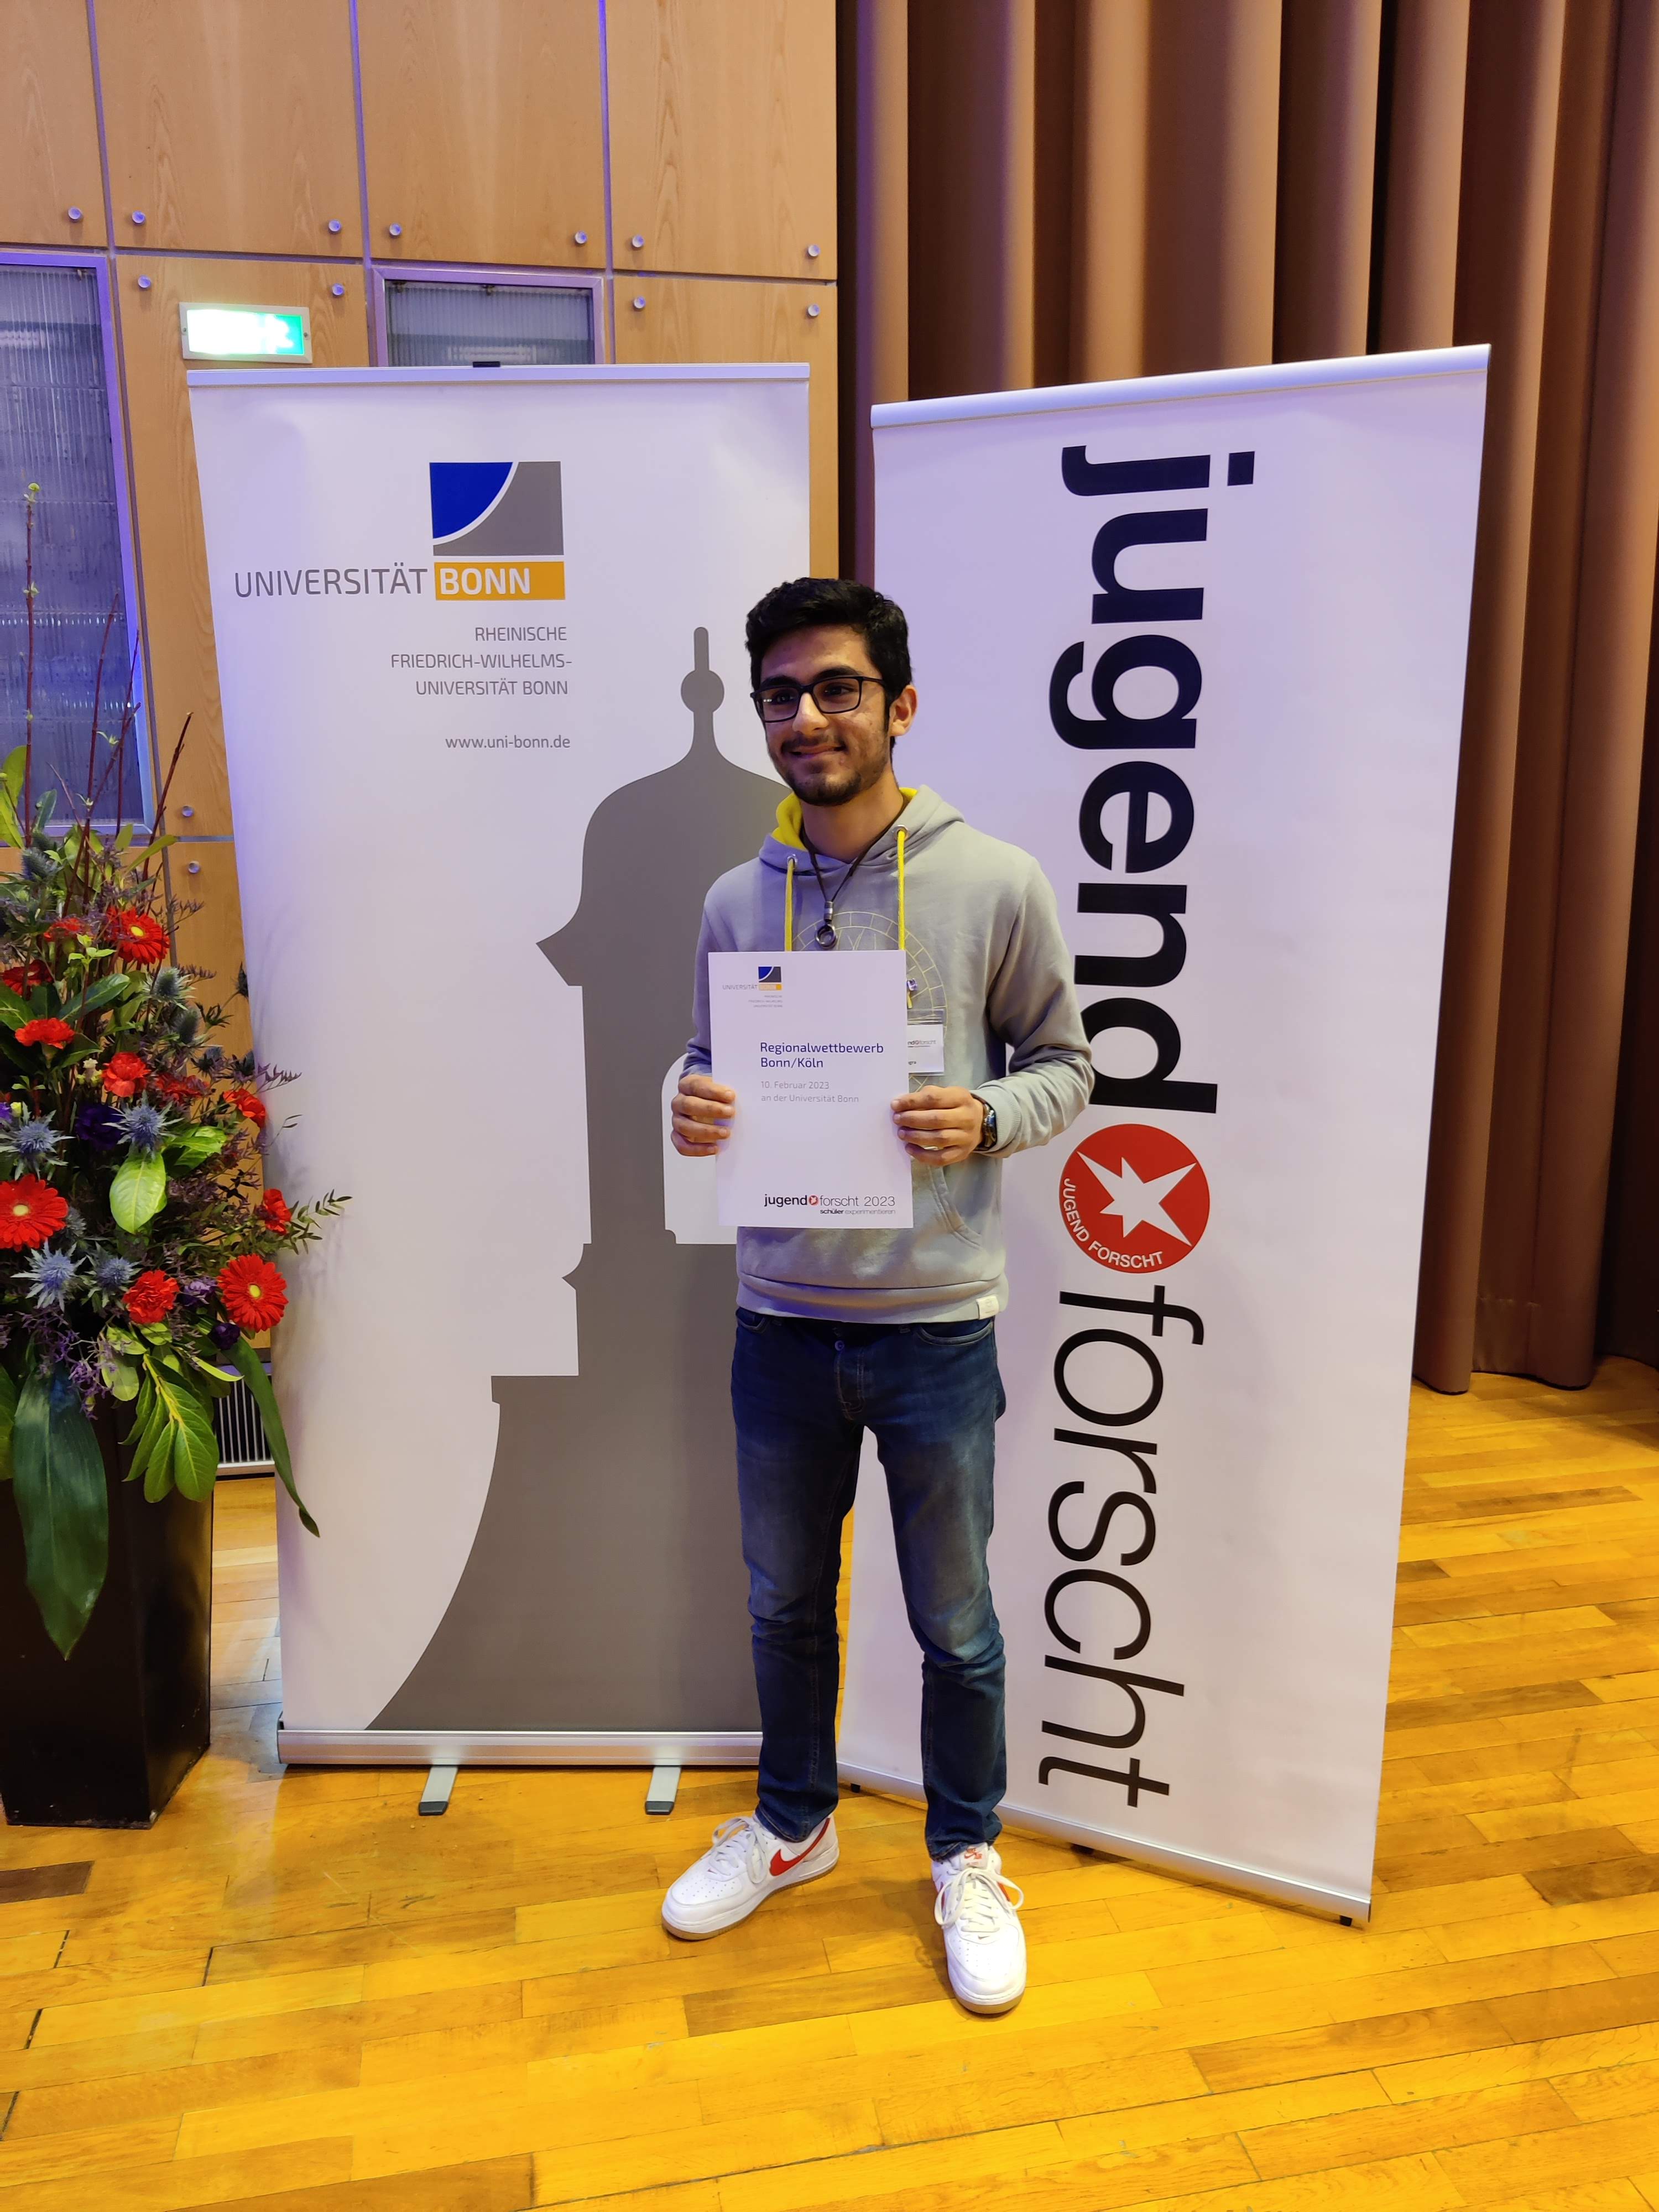 UNIVERSITÄT BONN
RHEINISCHE
FRIEDRICH-WILHELMS-
UNIVERSITÄT BONN
www.uni-bonn.de
jugend forscht
JUGEND FORSCHT
UNIVERSITÄT BONN
Regionalwettbewerb
Bonn/Köln
10. Februar 2023
an der Universität Bonn
jugend forscht 2023
schüler experimentieren